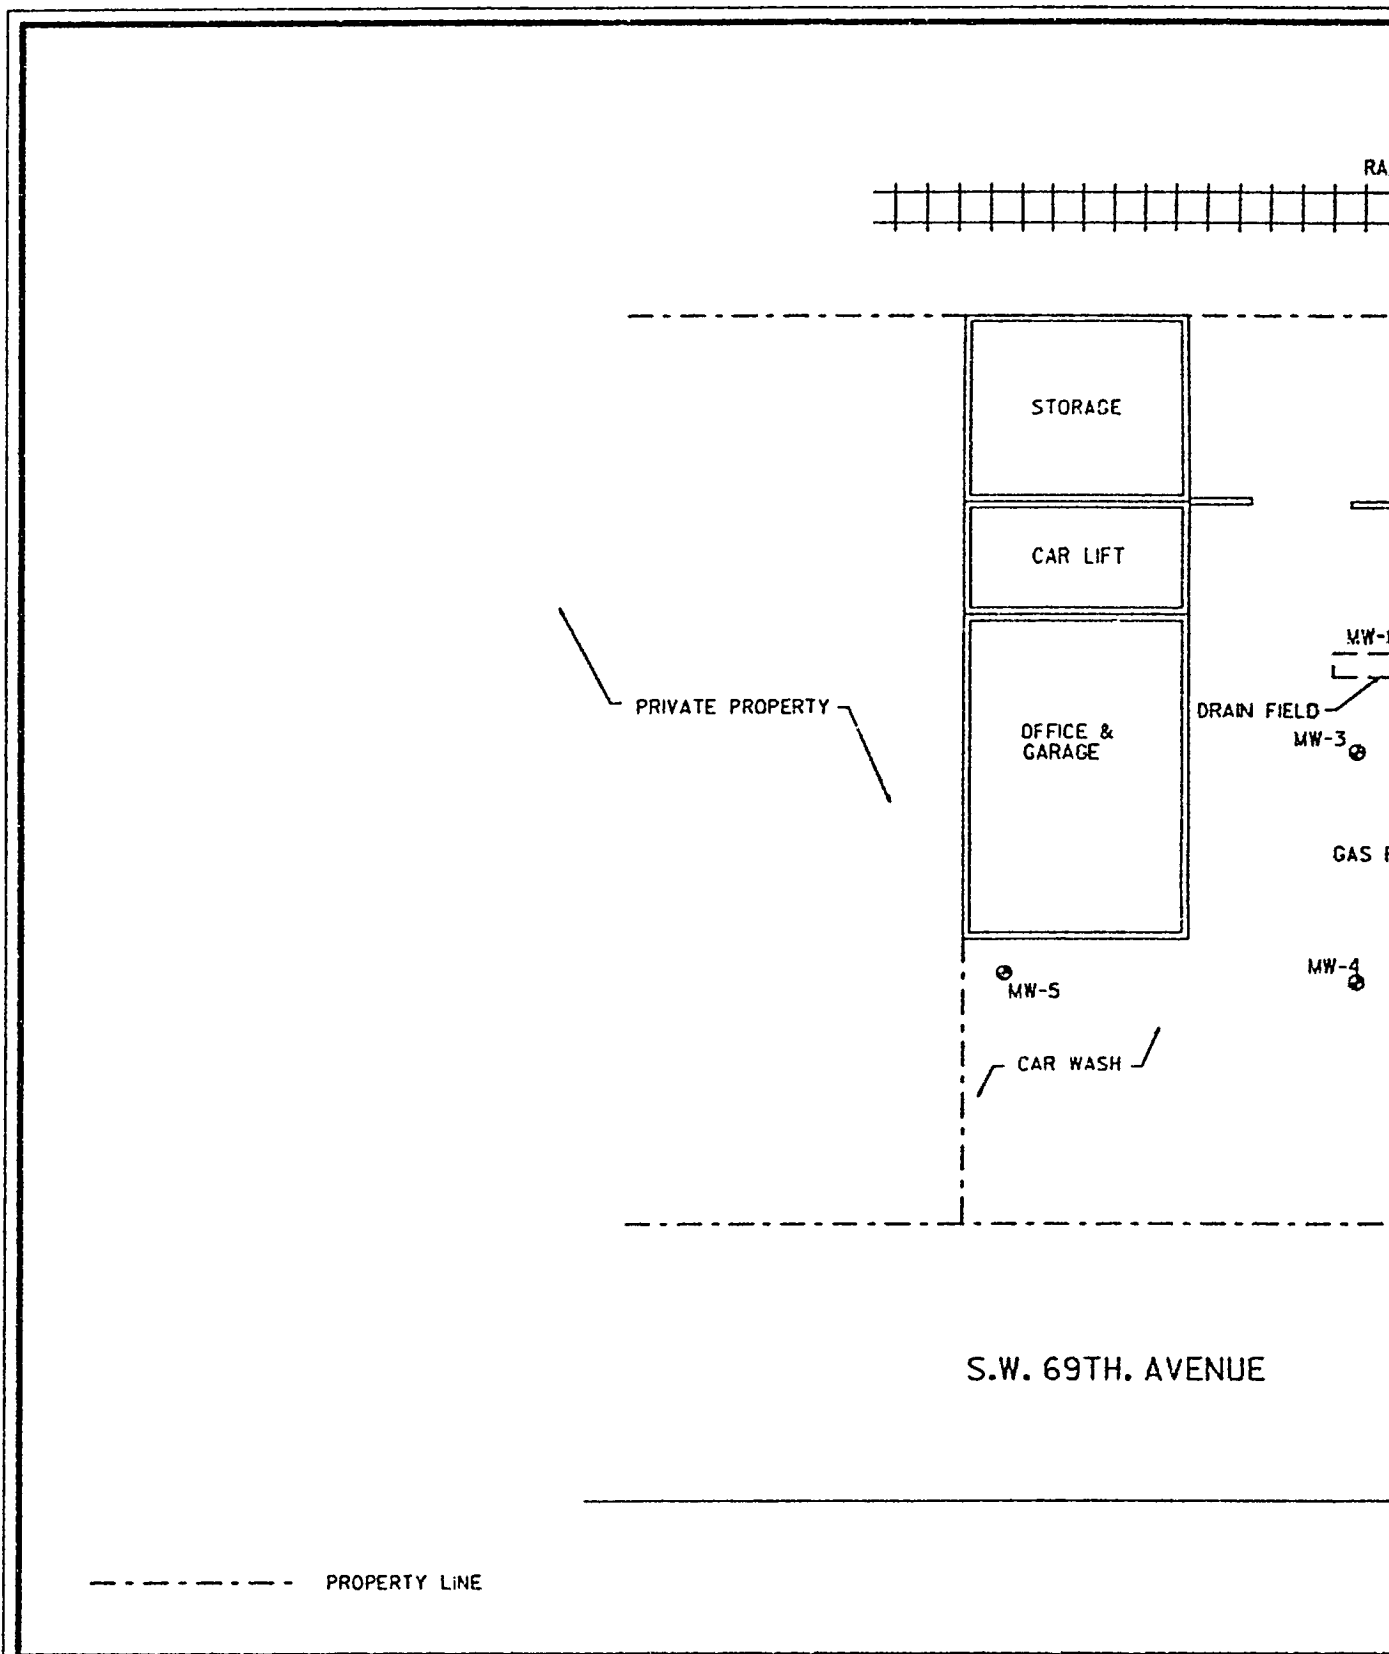 STORAGE
CAR LIFT
PRIVATE PROPERTY
DRAIN FIELD
OFFICE &
GARAGE
MW-3
GAS
MW-4
MW-5
CAR WASH
S.W. 69TH. AVENUE
PROPERTY LINE